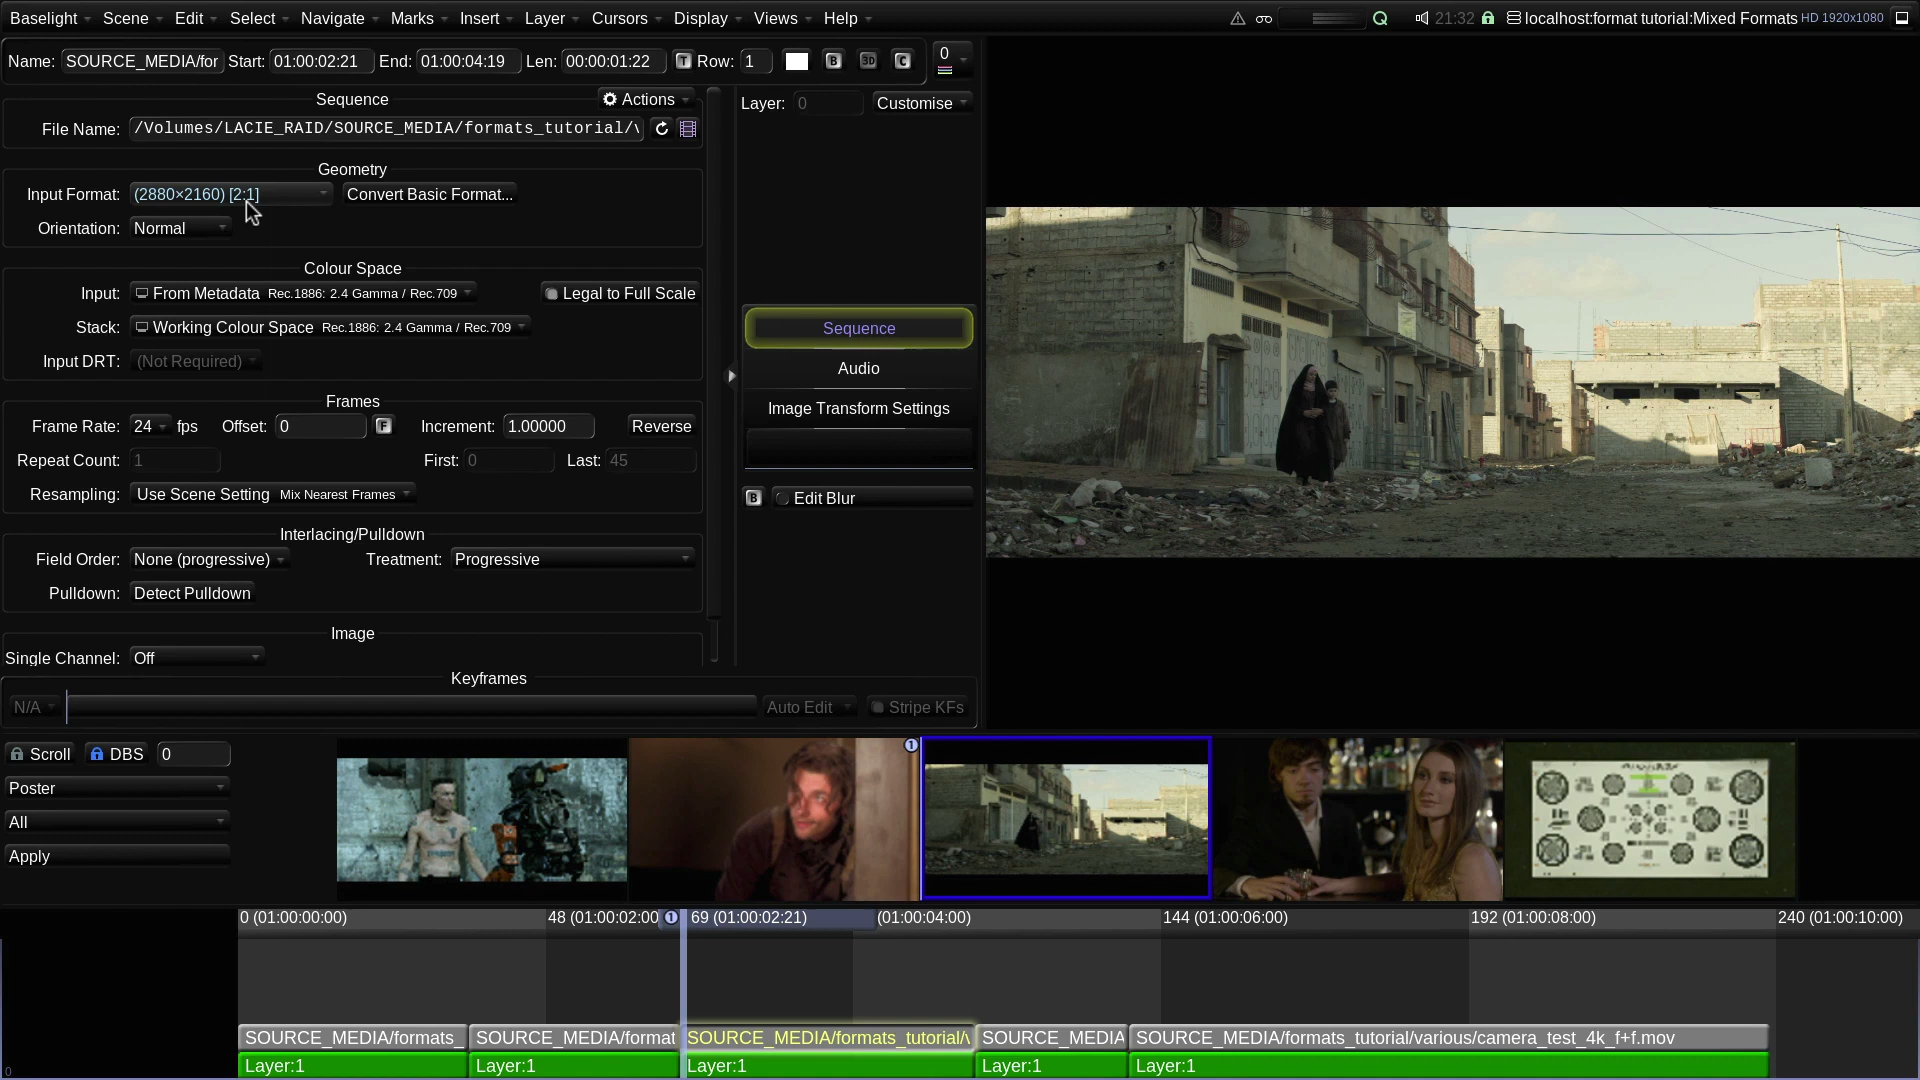 Baselight Scene Edit Select Navigate Marks Insert Layer Cursors Display Views Help
21:32 localhost:format tutorial:Mixed Formats HD 1920x1080
Name: SOURCE_MEDIA/for Start: 01:00:02:21 End: 01:00:04:19 Len: 00:00:01:22 T Row: 1 B 3D C 0
Sequence Actions
File Name: /Volumes/LACIE_RAID/SOURCE_MEDIA/formats_tutorial/v
Layer: 0 Customise
Geometry
Input Format: (2880×2160) [2:1] Convert Basic Format...
Orientation: Normal
Colour Space
Input: From Metadata Rec.1886: 2.4 Gamma / Rec.709 Legal to Full Scale
Stack: Working Colour Space Rec.1886: 2.4 Gamma / Rec.709
Input DRT: (Not Required)
Frames
Frame Rate: 24 fps Offset: 0 F Increment: 1.00000 Reverse
Repeat Count: 1 First: 0 Last: 45
Resampling: Use Scene Setting Mix Nearest Frames
Interlacing/Pulldown
Field Order: None (progressive) Treatment: Progressive
Pulldown: Detect Pulldown
Image
Single Channel: Off
Sequence
Audio
Image Transform Settings
B Edit Blur
Keyframes
N/A Auto Edit Stripe KFs
Scroll DBS 0
Poster
All
Apply
1
0 (01:00:00:00) 48 (01:00:02:00 1 69 (01:00:02:21) (01:00:04:00) 144 (01:00:06:00) 192 (01:00:08:00) 240 (01:00:10:00)
SOURCE_MEDIA/formats_ SOURCE_MEDIA/format SOURCE_MEDIA/formats_tutorial/v SOURCE_MEDIA SOURCE_MEDIA/formats_tutorial/various/camera_test_4k_f+f.mov
0 Layer:1 Layer:1 Layer:1 Layer:1 Layer:1